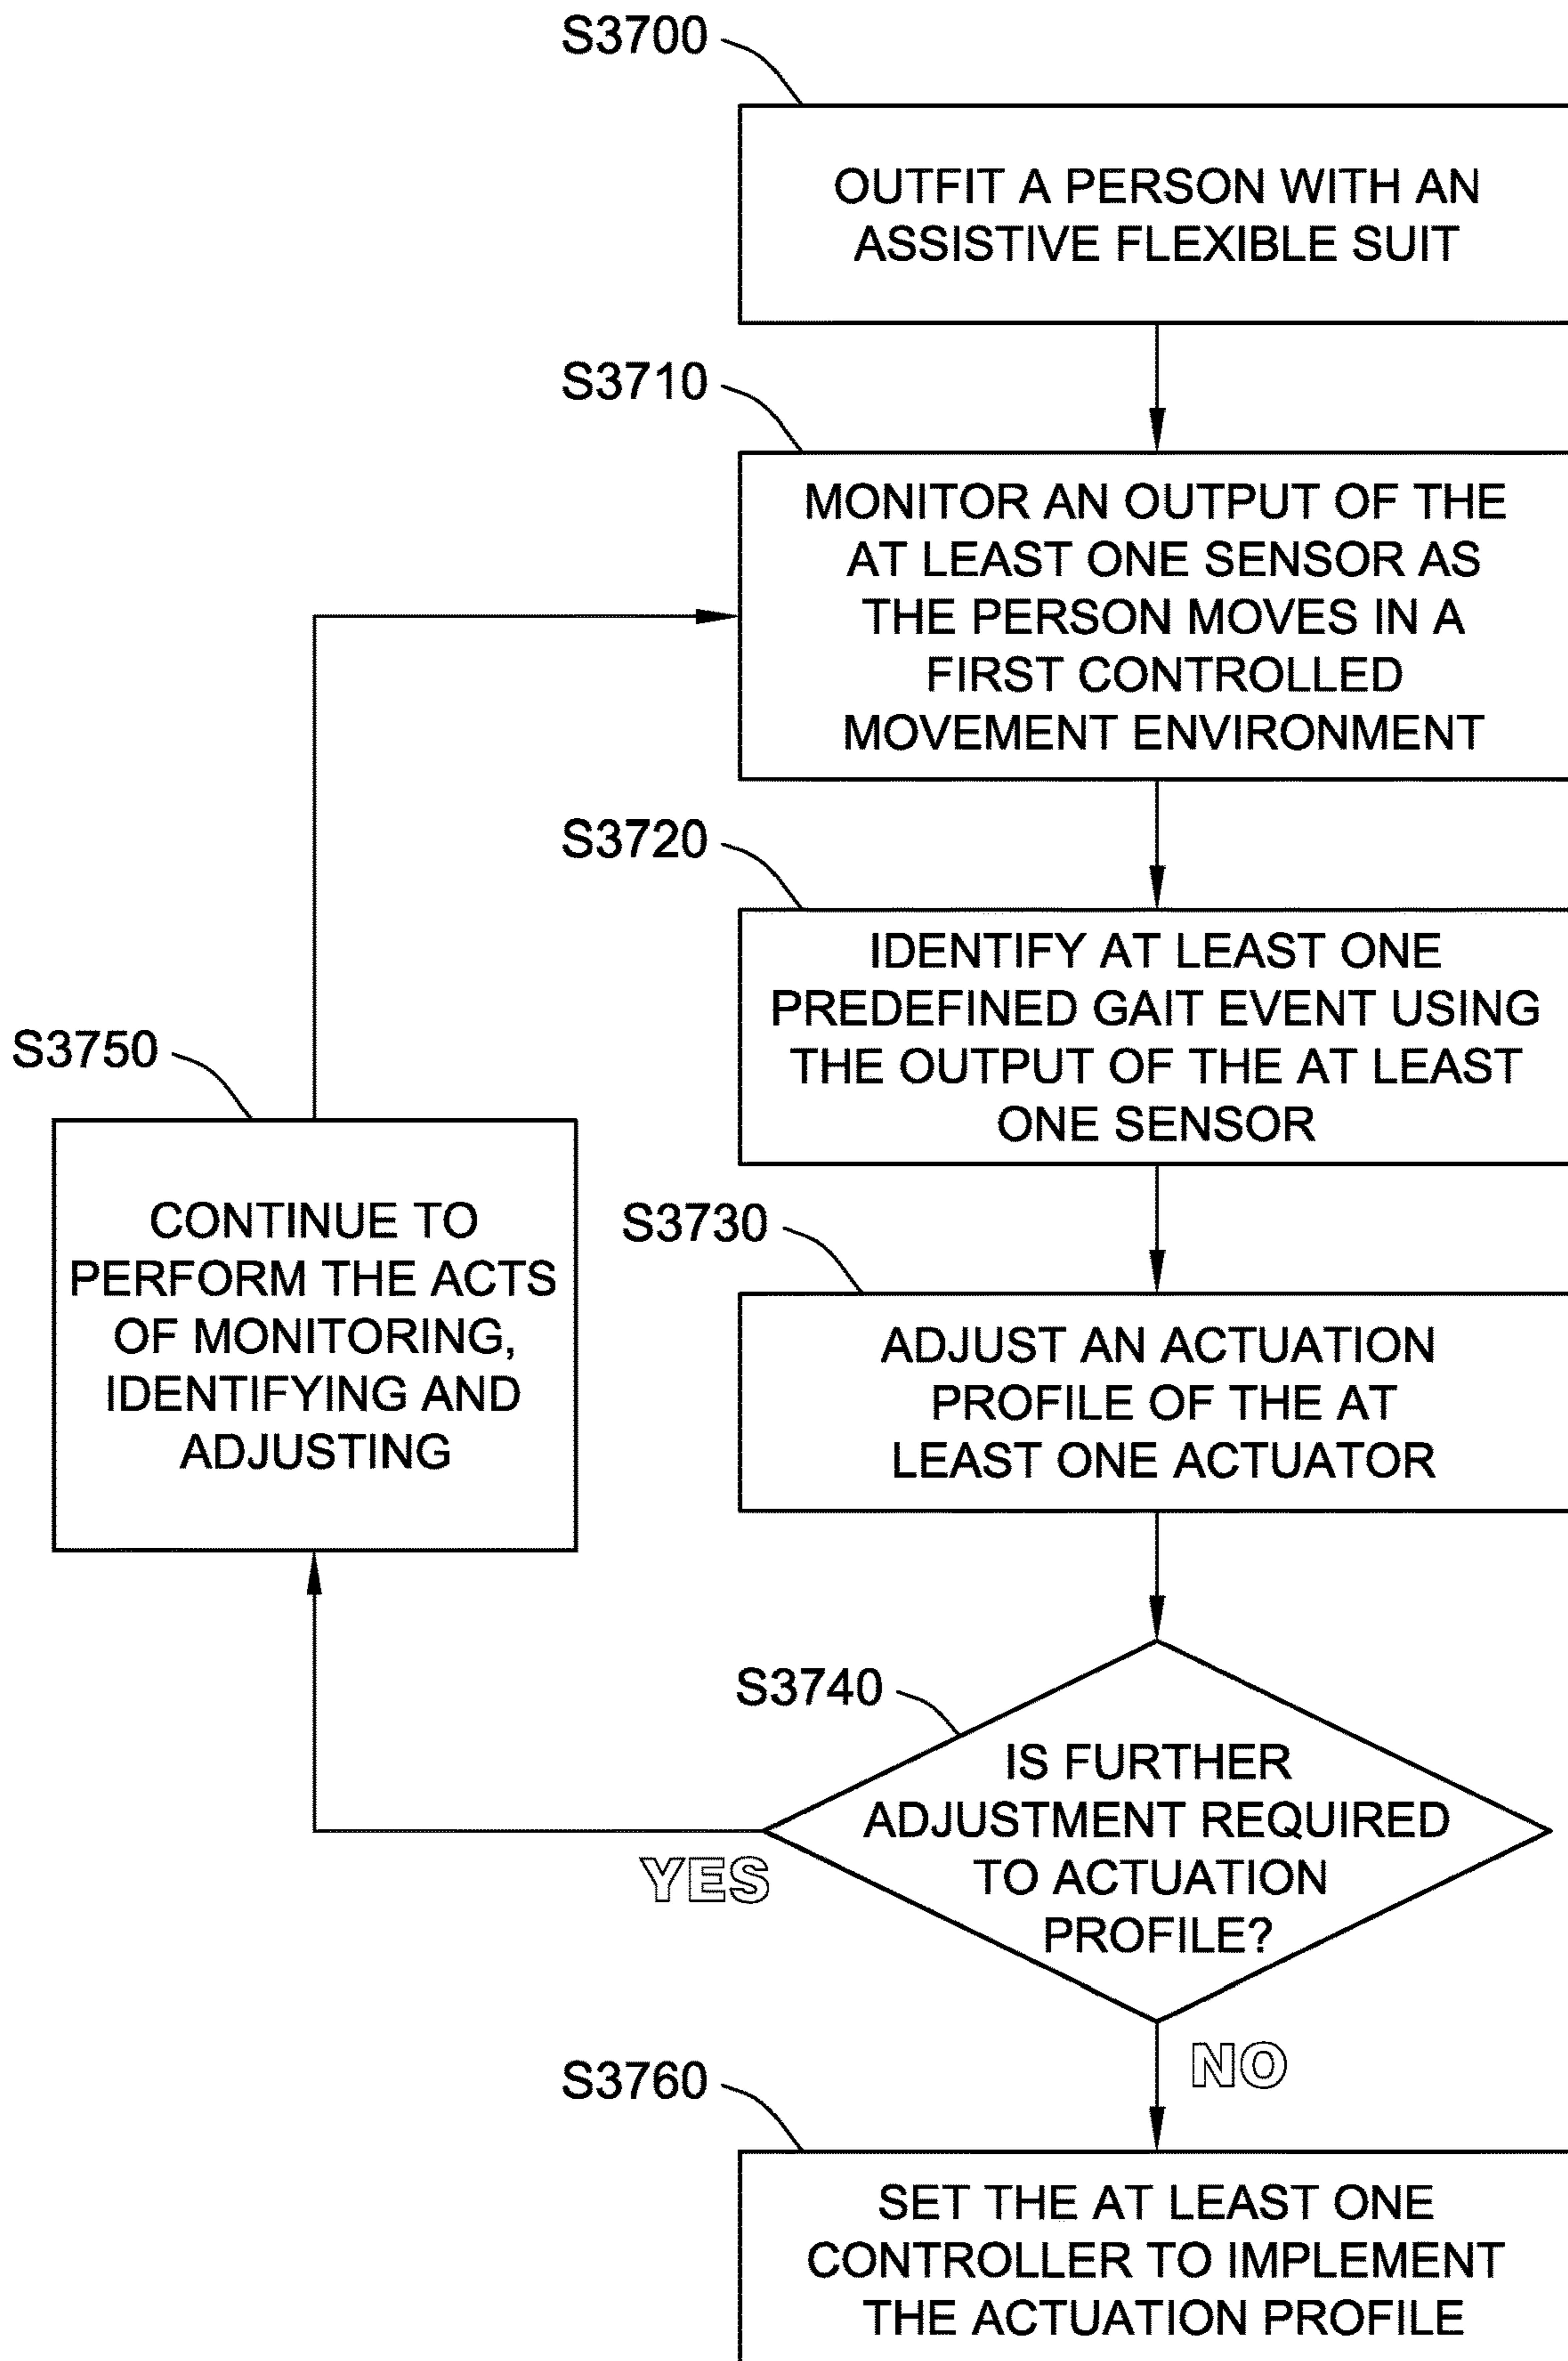 S3700
OUTFIT A PERSON WITH AN
ASSISTIVE FLEXIBLE SUIT
S3710
MONITOR AN OUTPUT OF THE
AT LEAST ONE SENSOR AS
THE PERSON MOVES IN A
FIRST CONTROLLED
MOVEMENT ENVIRONMENT
S3720
IDENTIFY AT LEAST ONE
PREDEFINED GAIT EVENT USING
THE OUTPUT OF THE AT LEAST
ONE SENSOR
S3750
CONTINUE TO
PERFORM THE ACTS
OF MONITORING,
IDENTIFYING AND
ADJUSTING
S3730
ADJUST AN ACTUATION
PROFILE OF THE AT
LEAST ONE ACTUATOR
S3740
IS FURTHER
ADJUSTMENT REQUIRED
TO ACTUATION
PROFILE?
YES
NO
S3760
SET THE AT LEAST ONE
CONTROLLER TO IMPLEMENT
THE ACTUATION PROFILE